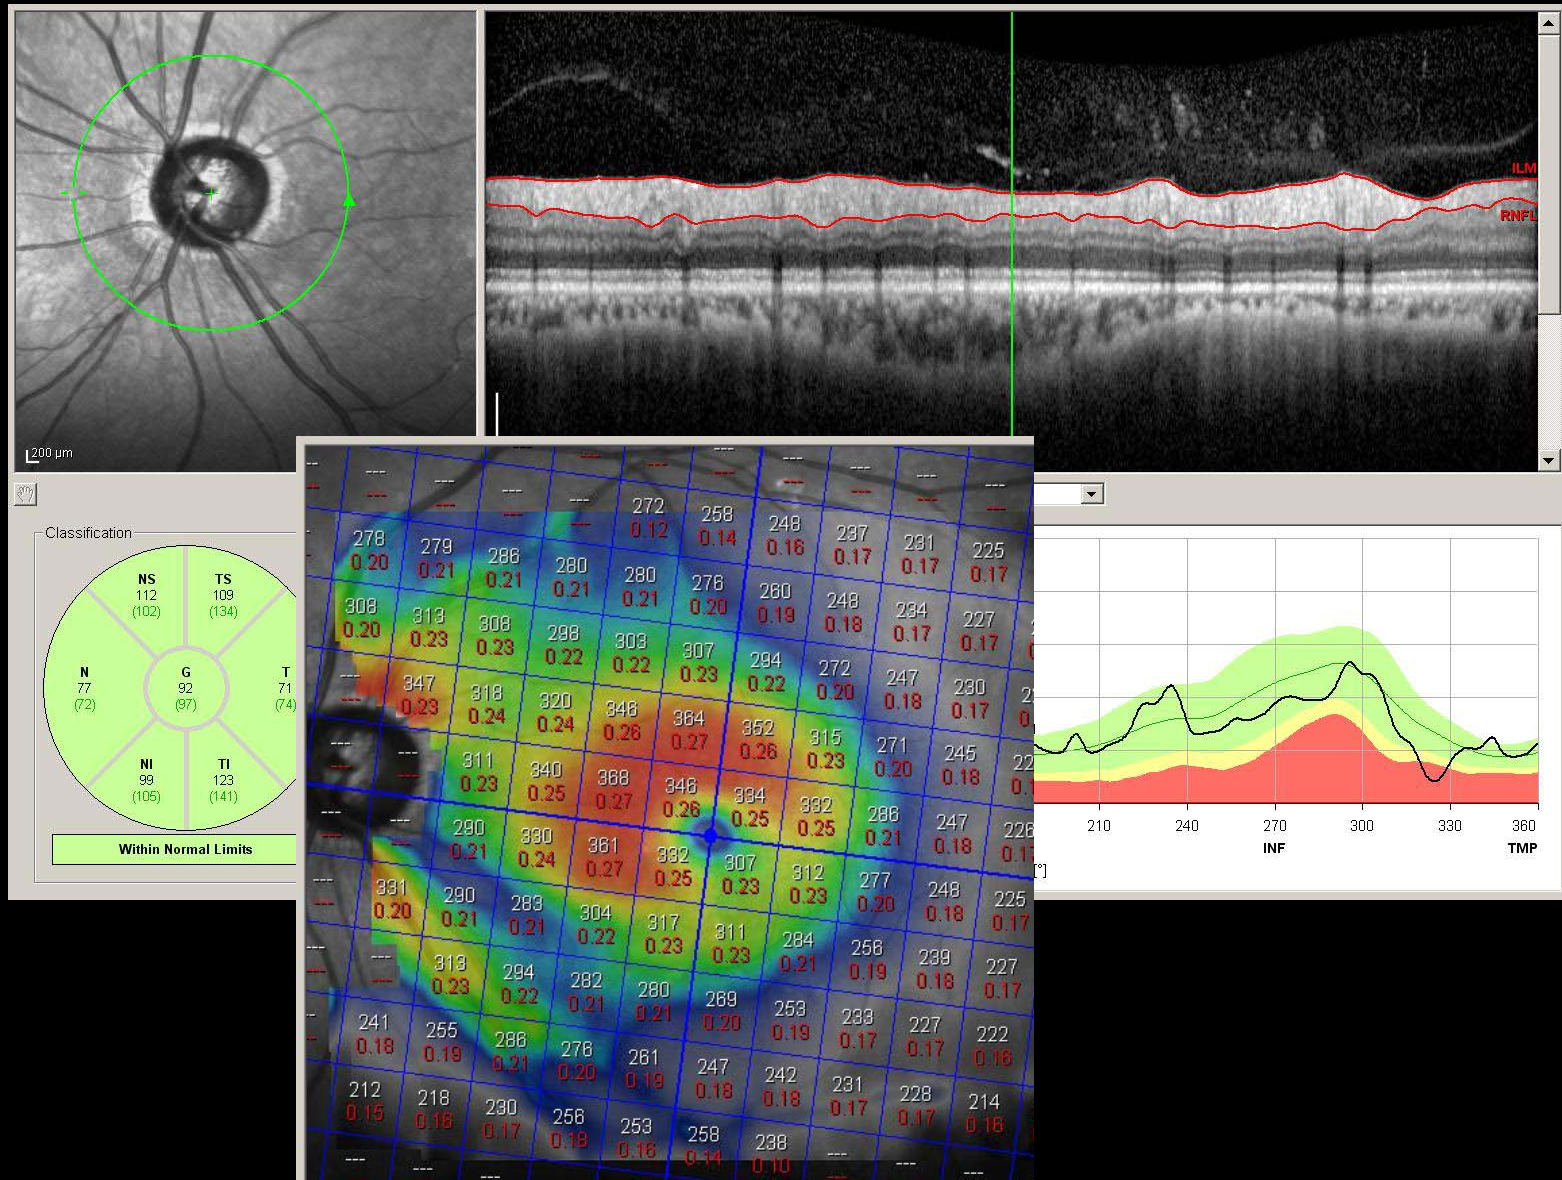 ILM
RNFL
200 µm
Classification
NS
112
(102)
TS
109
(134)
N
77
(72)
G
92
(97)
T
71
(74)
NI
99
(105)
TI
123
(141)
Within Normal Limits
272 258 248 237 231 225
0.12 0.14 0.16 0.17 0.17 0.17
278 279 286 280 280 276 260 248 234 227
0.20 0.21 0.21 0.21 0.21 0.20 0.19 0.18 0.17 0.17
308 313 308 298 303 307 294 272 247 230
0.20 0.23 0.23 0.22 0.22 0.23 0.22 0.20 0.18 0.17
--- 347 318 320 346 364 352 315 271 245
--- 0.23 0.24 0.24 0.26 0.27 0.26 0.23 0.20 0.18
--- --- 311 340 368 346 334 332 286 247 226
--- --- 0.23 0.25 0.27 0.26 0.25 0.25 0.21 0.18
--- --- 290 330 361 332 307 312 277 248 225
--- --- 0.21 0.24 0.27 0.25 0.23 0.23 0.20 0.18 0.17
--- 331 290 283 304 317 311 284 256 239 227
--- 0.20 0.21 0.21 0.22 0.23 0.23 0.21 0.19 0.18 0.17
--- --- 313 294 282 280 269 253 233 227 222
--- --- 0.23 0.22 0.21 0.21 0.20 0.19 0.17 0.17 0.16
241 255 286 276 261 247 242 231 228 214
0.18 0.19 0.21 0.20 0.19 0.18 0.18 0.17 0.17 0.16
212 218 230 256 253 258 238 --- --- ---
0.15 0.16 0.17 0.18 0.16 0.14 0.10
--- --- ---
210 240 270 300 330 360
INF TMP
[°]